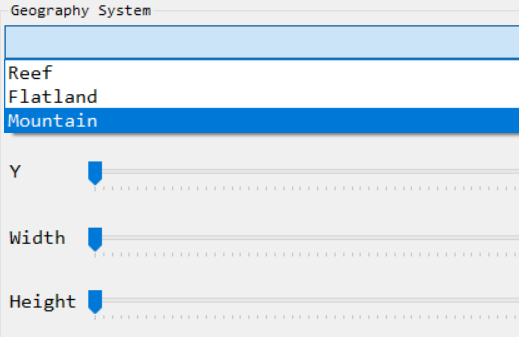 Geography System
Reef
Flatland
Mountain
Y
Width
Height